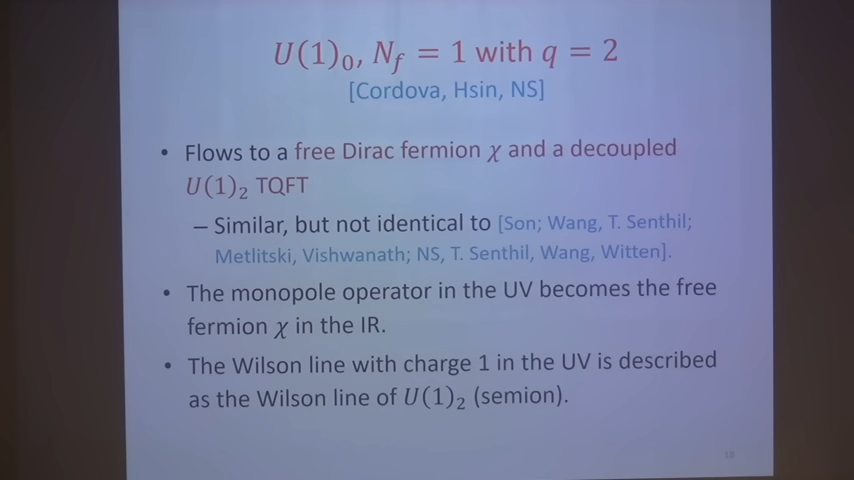 U(1)₀, N_f = 1 with q = 2
[Cordova, Hsin, NS]
• Flows to a free Dirac fermion χ and a decoupled
U(1)₂ TQFT
– Similar, but not identical to [Son; Wang, T. Senthil;
Metlitski, Vishwanath; NS, T. Senthil, Wang, Witten].
• The monopole operator in the UV becomes the free
fermion χ in the IR.
• The Wilson line with charge 1 in the UV is described
as the Wilson line of U(1)₂ (semion).